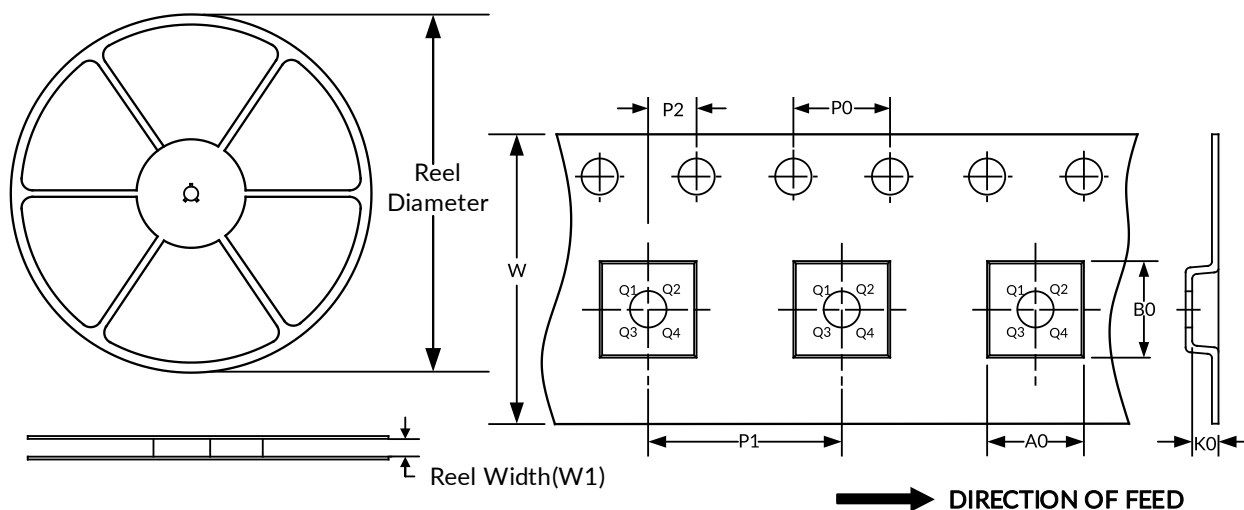 Reel
Diameter
Reel Width(W1)
P2
P0
W
Q1 Q2
Q3 Q4
Q1 Q2
Q3 Q4
Q1 Q2
Q3 Q4
B0
P1
A0
K0
DIRECTION OF FEED